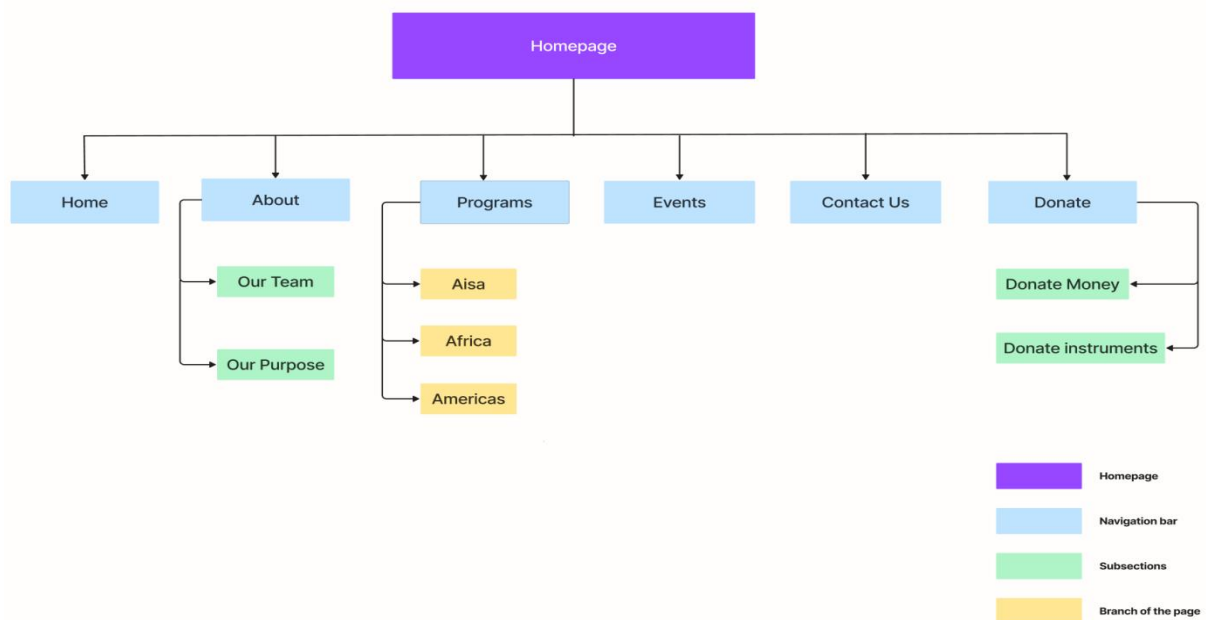 Homepage
Home
About
Programs
Events
Contact Us
Donate
Our Team
Our Purpose
Aisa
Africa
Americas
Donate Money
Donate instruments
Homepage
Navigation bar
Subsections
Branch of the page